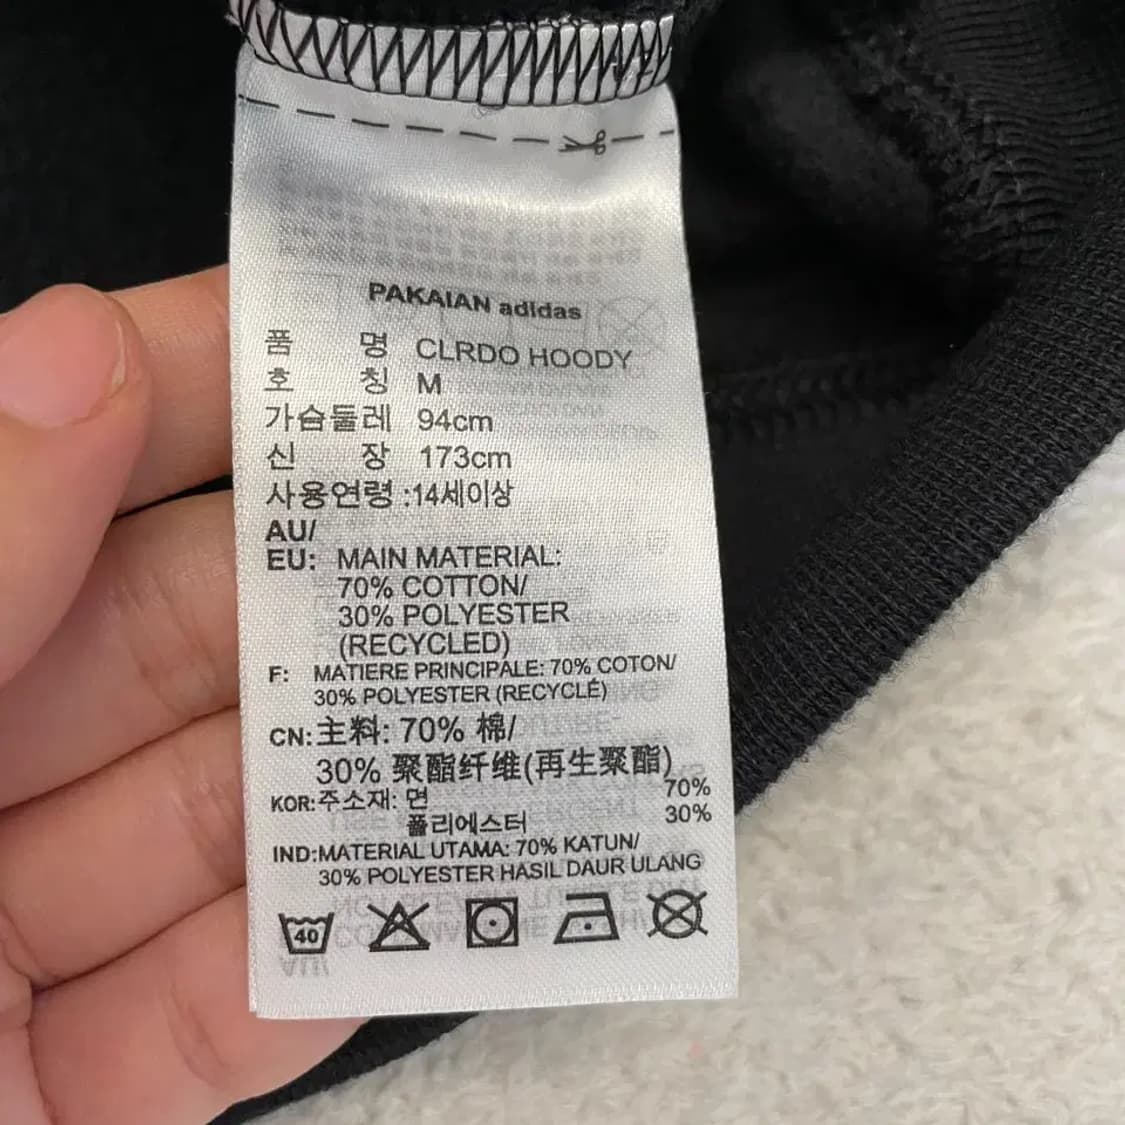 PAKAIAN adidas
품 명 CLRDO HOODY
호 칭 M
가슴둘레 94cm
신 장 173cm
사용연령 :14세이상
AU/
EU: MAIN MATERIAL:
70% COTTON/
30% POLYESTER
(RECYCLED)
F: MATIERE PRINCIPALE: 70% COTON/
30% POLYESTER (RECYCLÉ)
CN:主料: 70% 棉/
30% 聚酯纤维(再生聚酯)
KOR:주소재: 면 70%
폴리에스터 30%
IND:MATERIAL UTAMA: 70% KATUN/
30% POLYESTER HASIL DAUR ULANG
40